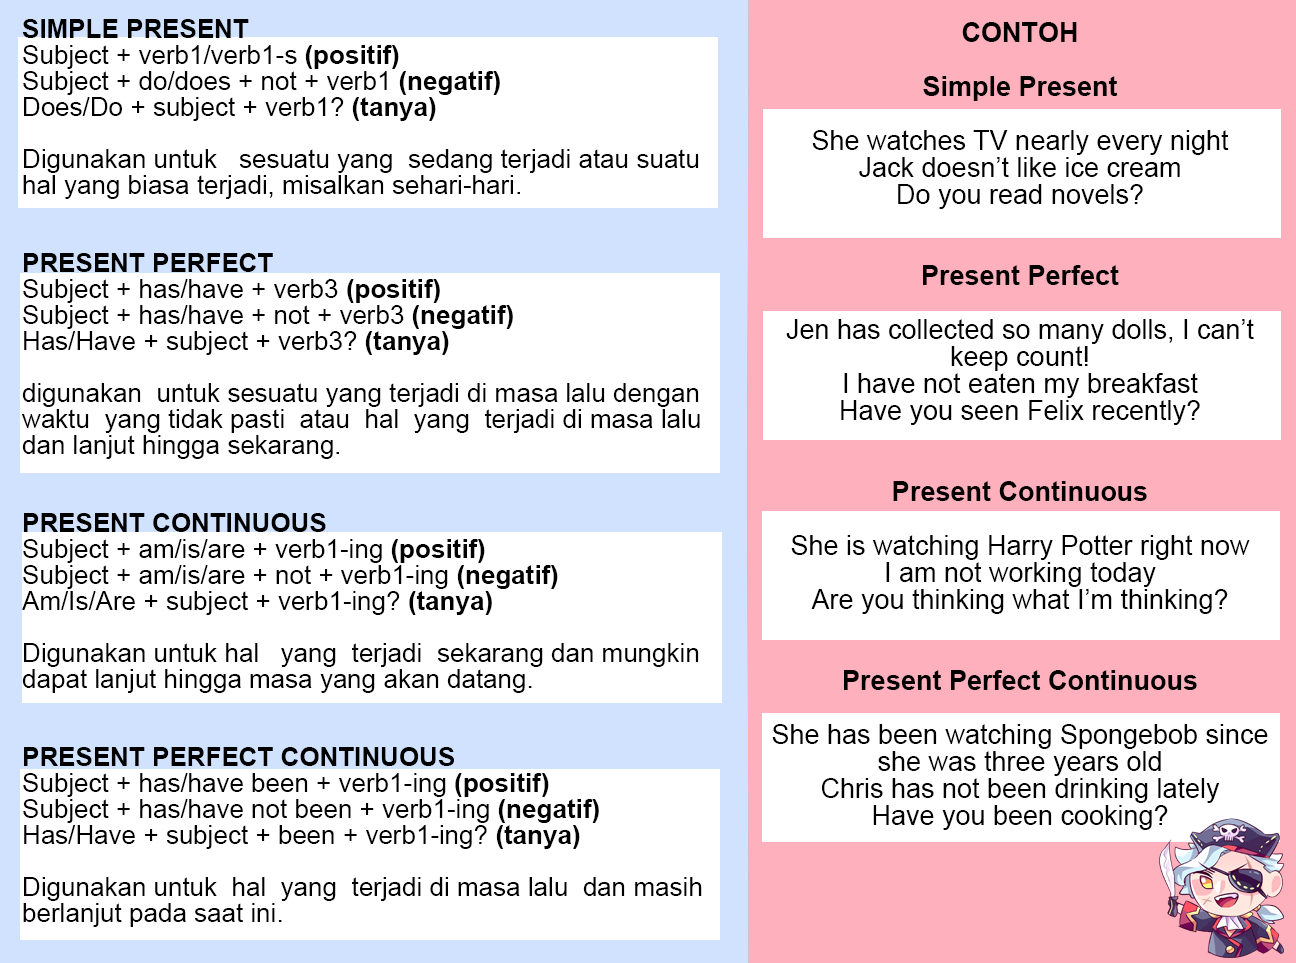 SIMPLE PRESENT
Subject + verb1/verb1-s (positif)
Subject + do/does + not + verb1 (negatif)
Does/Do + subject + verb1? (tanya)
Digunakan untuk sesuatu yang sedang terjadi atau suatu
hal yang biasa terjadi, misalkan sehari-hari.
PRESENT PERFECT
Subject + has/have + verb3 (positif)
Subject + has/have + not + verb3 (negatif)
Has/Have + subject + verb3? (tanya)
digunakan untuk sesuatu yang terjadi di masa lalu dengan
waktu yang tidak pasti atau hal yang terjadi di masa lalu
dan lanjut hingga sekarang.
PRESENT CONTINUOUS
Subject + am/is/are + verb1-ing (positif)
Subject + am/is/are + not + verb1-ing (negatif)
Am/Is/Are + subject + verb1-ing? (tanya)
Digunakan untuk hal yang terjadi sekarang dan mungkin
dapat lanjut hingga masa yang akan datang.
PRESENT PERFECT CONTINUOUS
Subject + has/have been + verb1-ing (positif)
Subject + has/have not been + verb1-ing (negatif)
Has/Have + subject + been + verb1-ing? (tanya)
Digunakan untuk hal yang terjadi di masa lalu dan masih
berlanjut pada saat ini.
CONTOH
Simple Present
She watches TV nearly every night
Jack doesn't like ice cream
Do you read novels?
Present Perfect
Jen has collected so many dolls, I can't
keep count!
I have not eaten my breakfast
Have you seen Felix recently?
Present Continuous
She is watching Harry Potter right now
I am not working today
Are you thinking what I'm thinking?
Present Perfect Continuous
She has been watching Spongebob since
she was three years old
Chris has not been drinking lately
Have you been cooking?